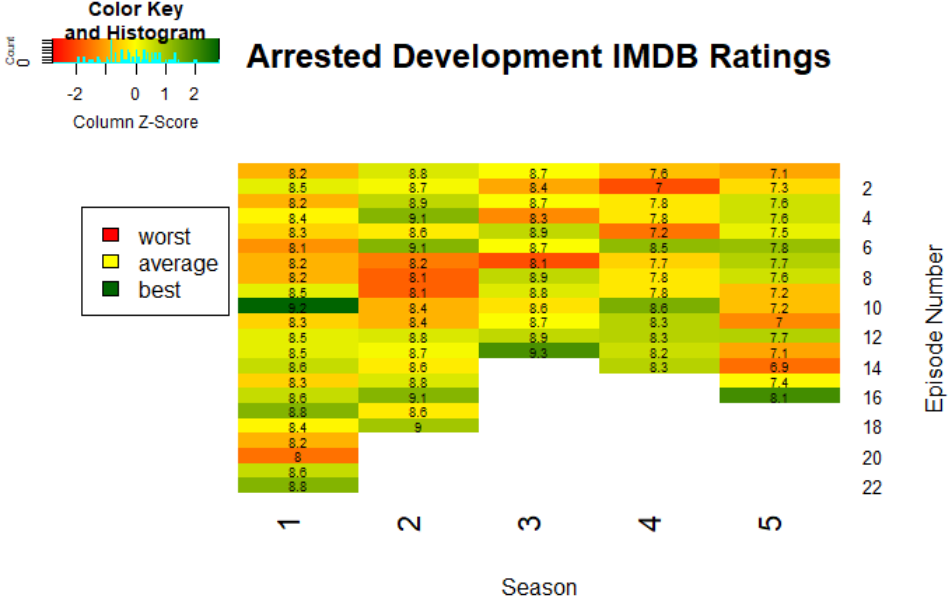 Color Key
and Histogram
Count
0
-2 0 1 2
Column Z-Score
Arrested Development IMDB Ratings
worst
average
best
8.2 8.8 8.7 7.6 7.1
8.5 8.7 8.4 7 7.3 2
8.2 8.9 8.7 7.8 7.6
8.4 9.1 8.3 7.8 7.6 4
8.3 8.6 8.9 7.2 7.5
8.1 9.1 8.7 8.5 7.8 6
8.2 8.2 8.1 7.7 7.7
8.2 8.1 8.9 7.8 7.6 8
8.5 8.1 8.8 7.8 7.2
9.2 8.4 8.6 8.6 7.2 10
8.3 8.4 8.7 8.3 7
8.5 8.8 8.9 8.3 7.7 12
8.5 8.7 9.3 8.2 7.1
8.6 8.6 8.3 6.9 14
8.3 8.8 7.4
8.6 9.1 8.1 16
8.8 8.6
8.4 9 18
8.2
8 20
8.6
8.8 22
Episode Number
1 2 3 4 5
Season